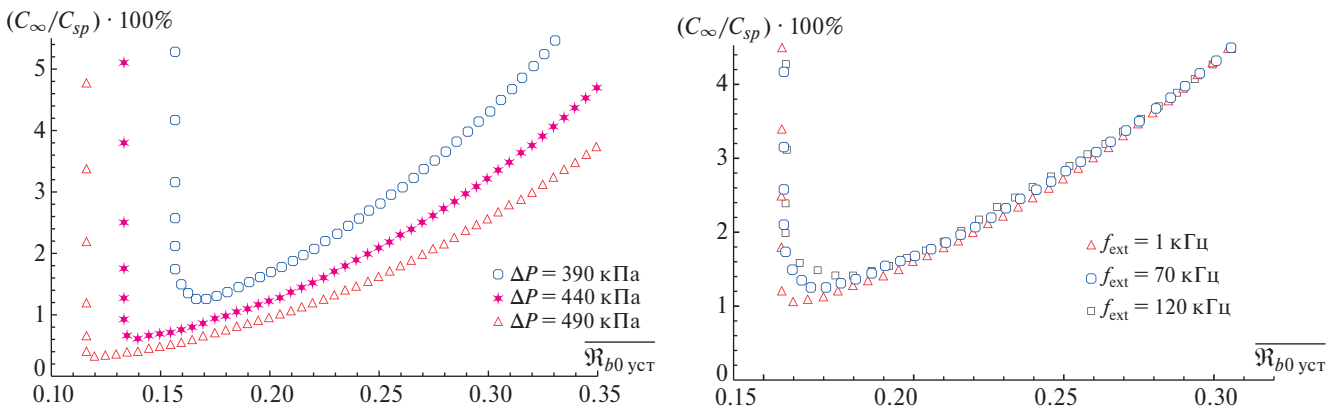 (C∞/Csp) · 100%
5
4
3
2
1
0
0.10
0.15
0.20
0.25
0.30
0.35
ΔP = 390 кПа
ΔP = 440 кПа
ΔP = 490 кПа
ℜb0 уст
(C∞/Csp) · 100%
4
3
2
1
0
0.15
0.20
0.25
0.30
fext = 1 кГц
fext = 70 кГц
fext = 120 кГц
ℜb0 уст